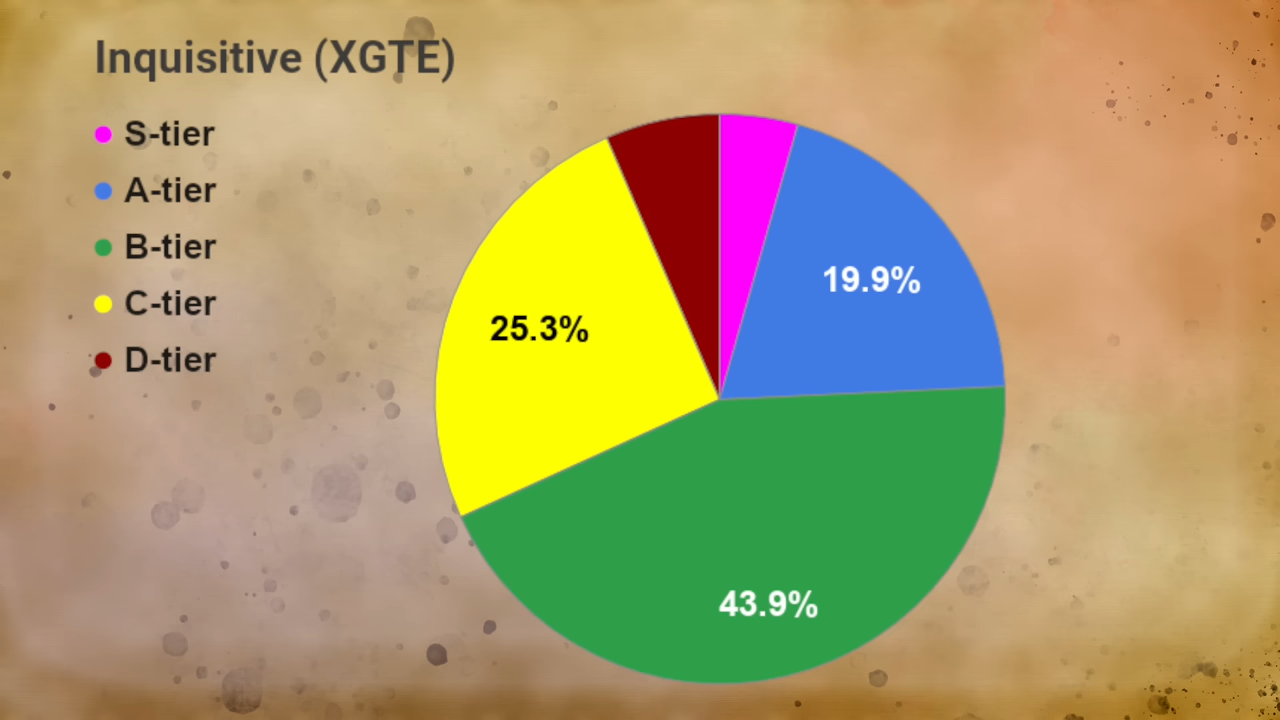 Inquisitive (XGTE)
S-tier
A-tier
B-tier
C-tier
D-tier
19.9%
25.3%
43.9%